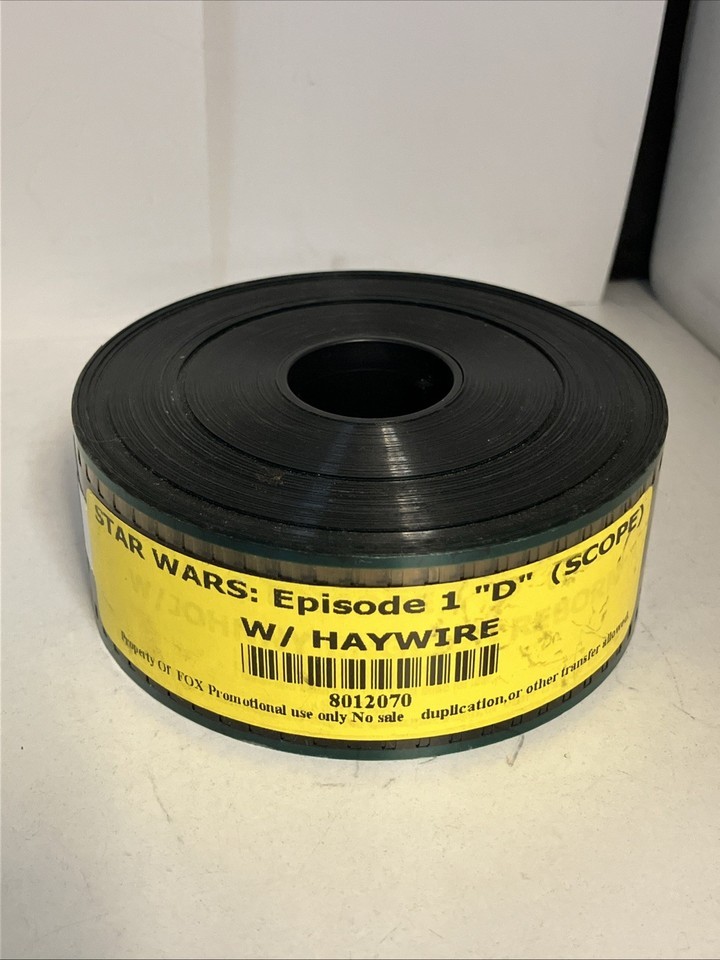 STAR WARS: Episode 1 "D" (SCOPE)
W/ HAYWIRE
8012070
Property Of FOX Promotional use only No sale duplication,or other transfer allowed